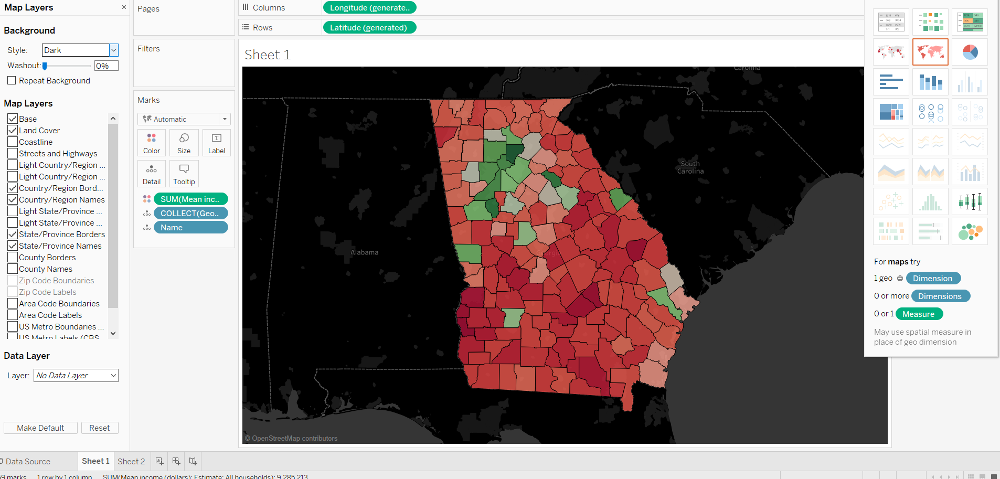 Map Layers
Background
Style: Dark
Washout: 0%
Repeat Background
Map Layers
Base
Land Cover
Coastline
Streets and Highways
Light Country/Region ...
Light Country/Region ...
Country/Region Bord...
Country/Region Names
Light State/Province ...
Light State/Province ...
State/Province Borders
State/Province Names
County Borders
County Names
Zip Code Boundaries
Zip Code Labels
Area Code Boundaries
Area Code Labels
US Metro Boundaries ...
US Metro Labels (CBS
Data Layer
Layer: No Data Layer
Make Default Reset
Pages
Filters
Marks
Automatic
Color Size Label
Detail Tooltip
SUM(Mean inc..
COLLECT(Geo..
Name
Columns Longitude (generate..
Rows Latitude (generated)
Sheet 1
Carolina
South
Carolina
Alabama
Georgia
© OpenStreetMap contributors
For maps try
1 geo Dimension
0 or more Dimensions
0 or 1 Measure
May use spatial measure in
place of geo dimension
Data Source Sheet 1 Sheet 2
59 marks 1 row by 1 column SUM(Mean income (dollars); Estimate; All households): 9,285,213